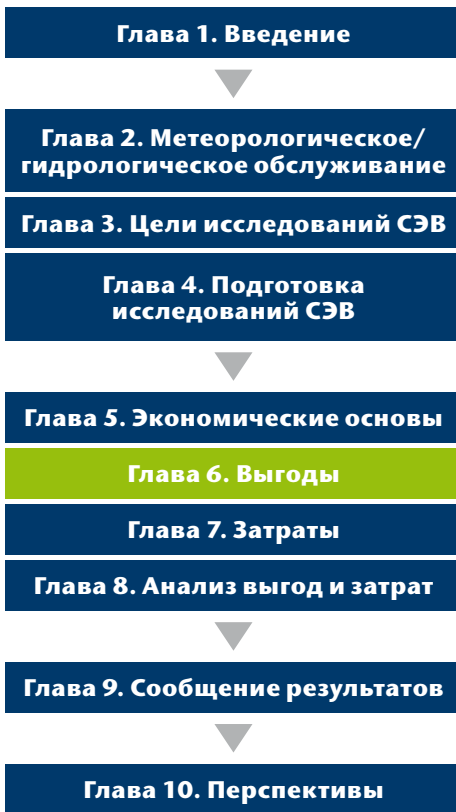 Глава 1. Введение
Глава 2. Метеорологическое/
гидрологическое обслуживание
Глава 3. Цели исследований СЭВ
Глава 4. Подготовка
исследований СЭВ
Глава 5. Экономические основы
Глава 6. Выгоды
Глава 7. Затраты
Глава 8. Анализ выгод и затрат
Глава 9. Сообщение результатов
Глава 10. Перспективы